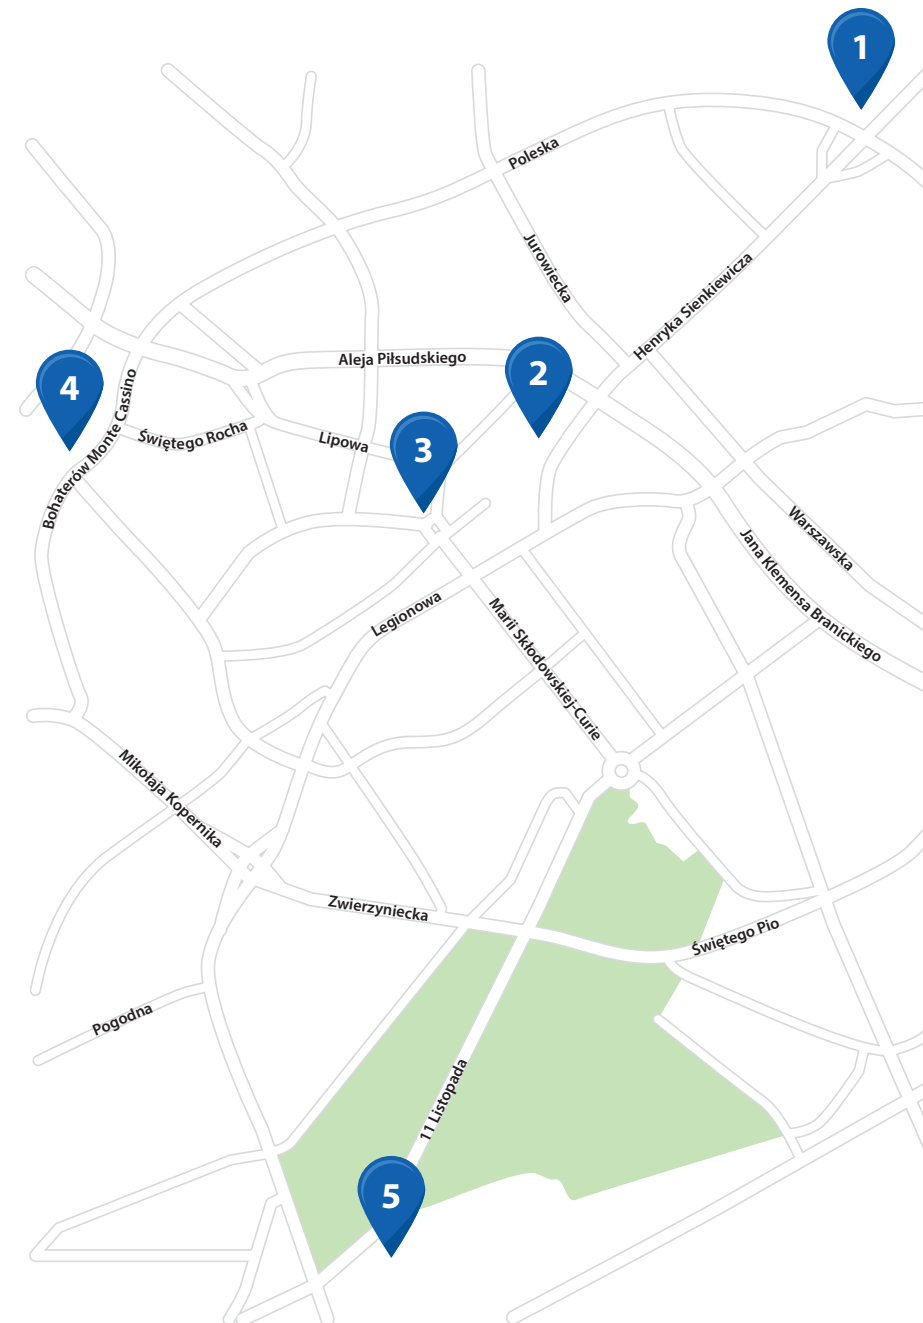 1
Poleska
Jurowiecka
Henryka Sienkiewicza
2
Aleja Piłsudskiego
4
Bohaterów Monte Cassino
Świętego Rocha
Lipowa
3
Warszawska
Jana Klemensa Branickiego
Legionowa
Marii Skłodowskiej-Curie
Mikołaja Kopernika
Zwierzyniecka
Świętego Pio
Pogodna
11 Listopada
5